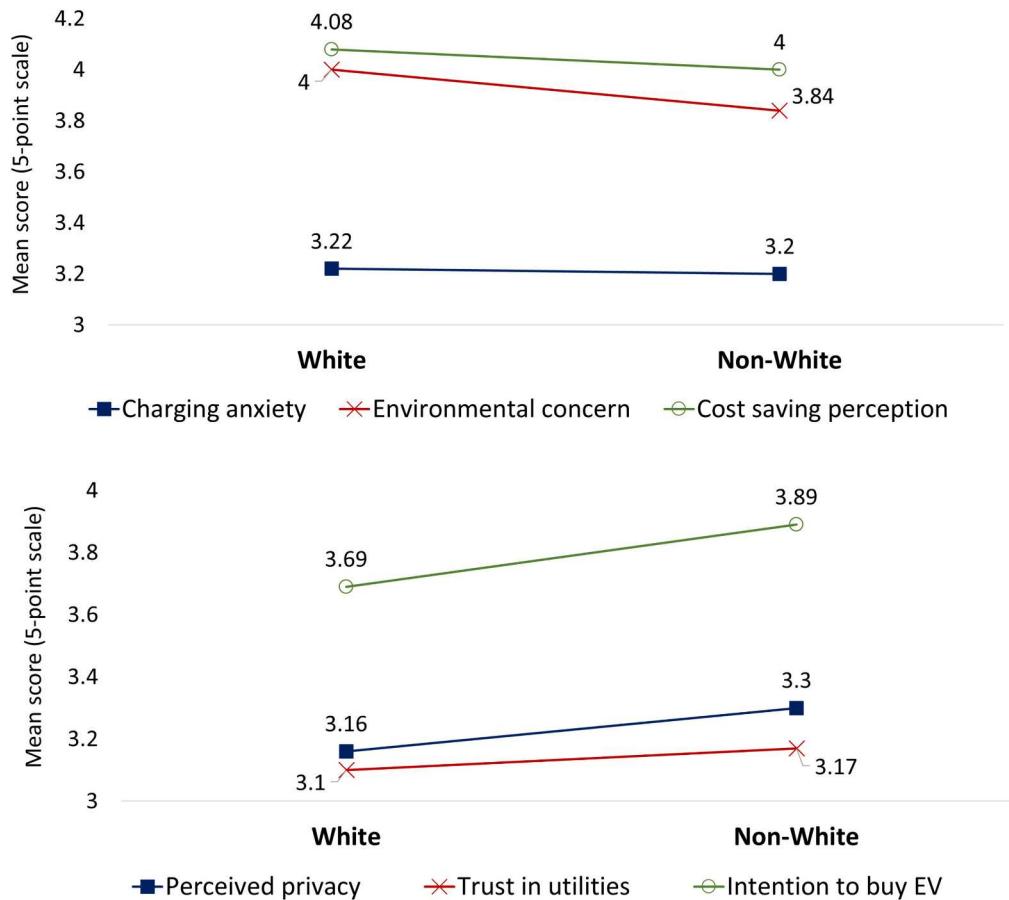 4.2
4.08
4
4
4
3.84
3.8
3.6
3.4
3.22
3.2
3.2
3
Mean score (5-point scale)
White
Non-White
Charging anxiety
Environmental concern
Cost saving perception
4
3.89
3.8
3.69
3.6
3.4
3.3
3.2
3.16
3.1
3.17
3
Mean score (5-point scale)
White
Non-White
Perceived privacy
Trust in utilities
Intention to buy EV